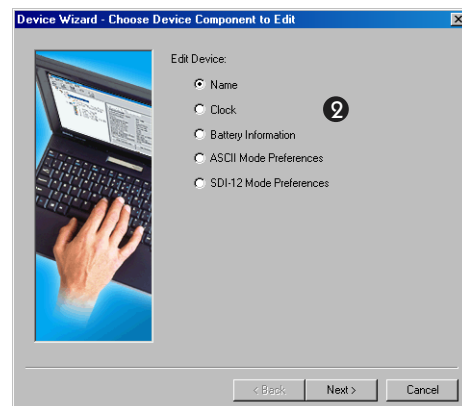 Device Wizard - Choose Device Component to Edit
Edit Device:
Name
Clock
2
Battery Information
ASCII Mode Preferences
SDI-12 Mode Preferences
< Back
Next >
Cancel